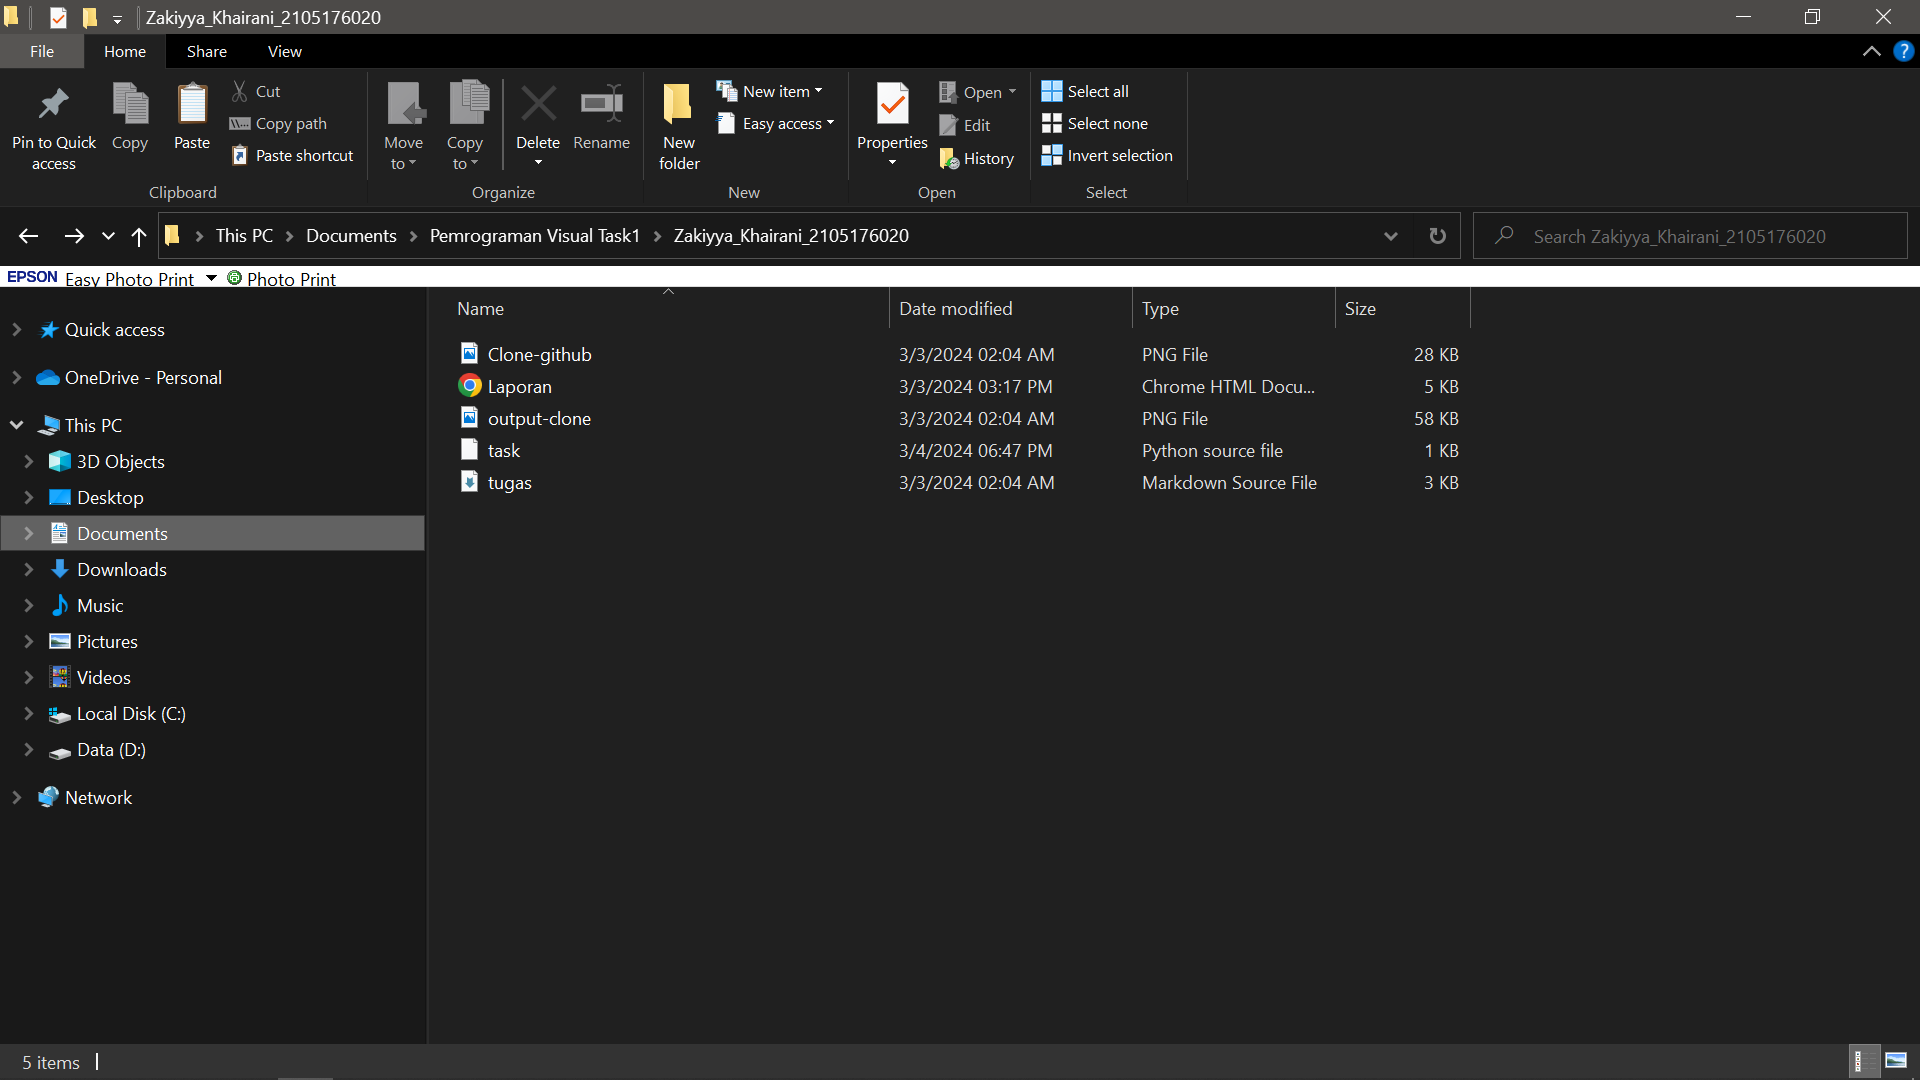 Zakiyya_Khairani_2105176020
File Home Share View
Pin to Quick access
Copy
Paste
Cut
Copy path
Paste shortcut
Clipboard
Move to
Copy to
Delete
Rename
Organize
New folder
New item
Easy access
New
Properties
Open
Edit
History
Open
Select all
Select none
Invert selection
Select
This PC Documents Pemrograman Visual Task1 Zakiyya_Khairani_2105176020
Search Zakiyya_Khairani_2105176020
EPSON Easy Photo Print Photo Print
Quick access
OneDrive - Personal
This PC
3D Objects
Desktop
Documents
Downloads
Music
Pictures
Videos
Local Disk (C:)
Data (D:)
Network
Name Date modified Type Size
Clone-github 3/3/2024 02:04 AM PNG File 28 KB
Laporan 3/3/2024 03:17 PM Chrome HTML Docu... 5 KB
output-clone 3/3/2024 02:04 AM PNG File 58 KB
task 3/4/2024 06:47 PM Python source file 1 KB
tugas 3/3/2024 02:04 AM Markdown Source File 3 KB
5 items